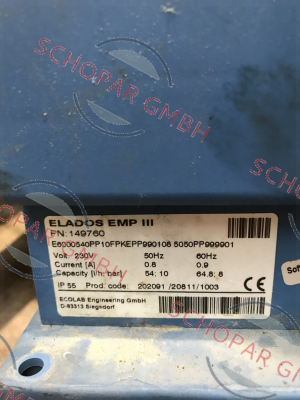 SCHOPAR GMBH
ELADOS EMP III
PN: 149760
E6000540PP10FPKEPP990106 5050PP999901
Volt: 230V 50Hz 60Hz
Current [A] 0.8 0.9
Capacity [l/h; bar] 54; 10 64.8; 8
IP 55 Prod. code: 202091 /20811/1003 CE
ECOLAB Engineering GmbH
D-83313 Siegsdorf